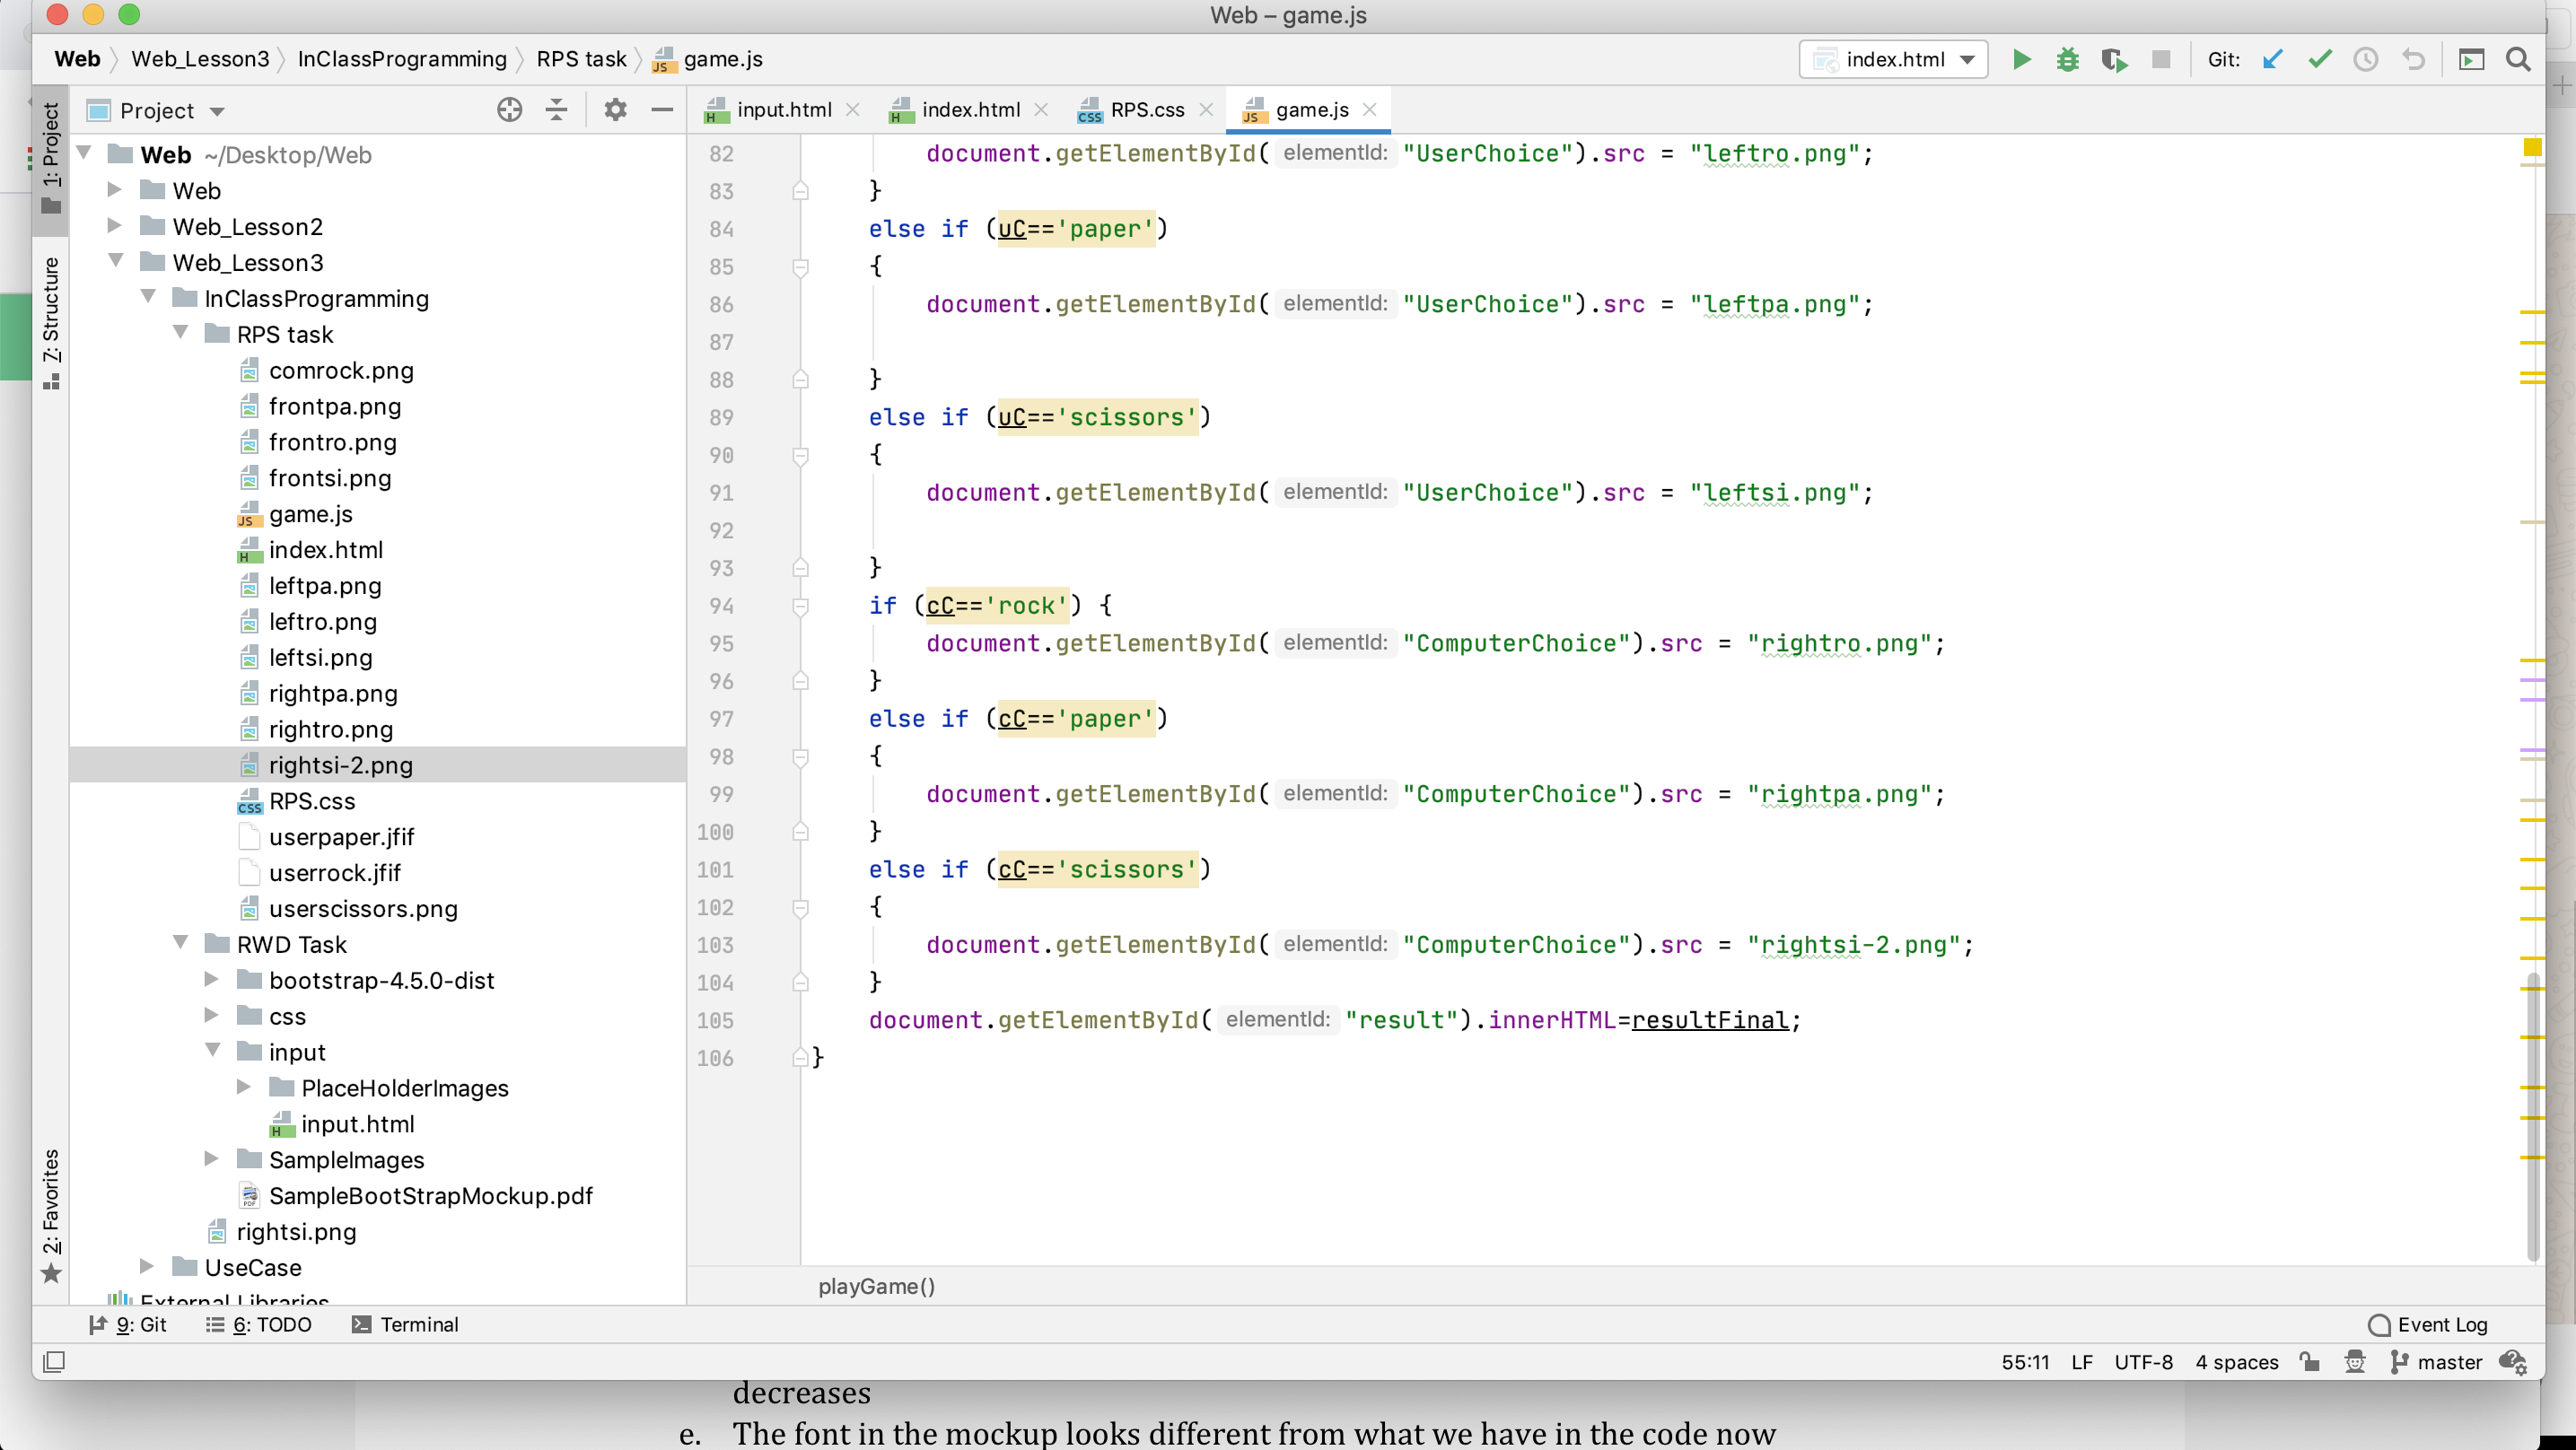 Web – game.js
Web Web_Lesson3 InClassProgramming RPS task game.js index.html Git:
Project
input.html index.html RPS.css game.js
1: Project
7: Structure
2: Favorites
Web ~/Desktop/Web
Web
Web_Lesson2
Web_Lesson3
InClassProgramming
RPS task
comrock.png
frontpa.png
frontro.png
frontsi.png
game.js
index.html
leftpa.png
leftro.png
leftsi.png
rightpa.png
rightro.png
rightsi-2.png
RPS.css
userpaper.jfif
userrock.jfif
userscissors.png
RWD Task
bootstrap-4.5.0-dist
css
input
PlaceHolderImages
input.html
SampleImages
SampleBootStrapMockup.pdf
rightsi.png
UseCase
External Libraries
82 document.getElementById( elementId: "UserChoice").src = "leftro.png";
83 }
84 else if (uC=='paper')
85 {
86 document.getElementById( elementId: "UserChoice").src = "leftpa.png";
87
88 }
89 else if (uC=='scissors')
90 {
91 document.getElementById( elementId: "UserChoice").src = "leftsi.png";
92
93 }
94 if (cC=='rock') {
95 document.getElementById( elementId: "ComputerChoice").src = "rightro.png";
96 }
97 else if (cC=='paper')
98 {
99 document.getElementById( elementId: "ComputerChoice").src = "rightpa.png";
100 }
101 else if (cC=='scissors')
102 {
103 document.getElementById( elementId: "ComputerChoice").src = "rightsi-2.png";
104 }
105 document.getElementById( elementId: "result").innerHTML=resultFinal;
106 }
playGame()
9: Git 6: TODO Terminal Event Log
55:11 LF UTF-8 4 spaces master
decreases
e. The font in the mockup looks different from what we have in the code now